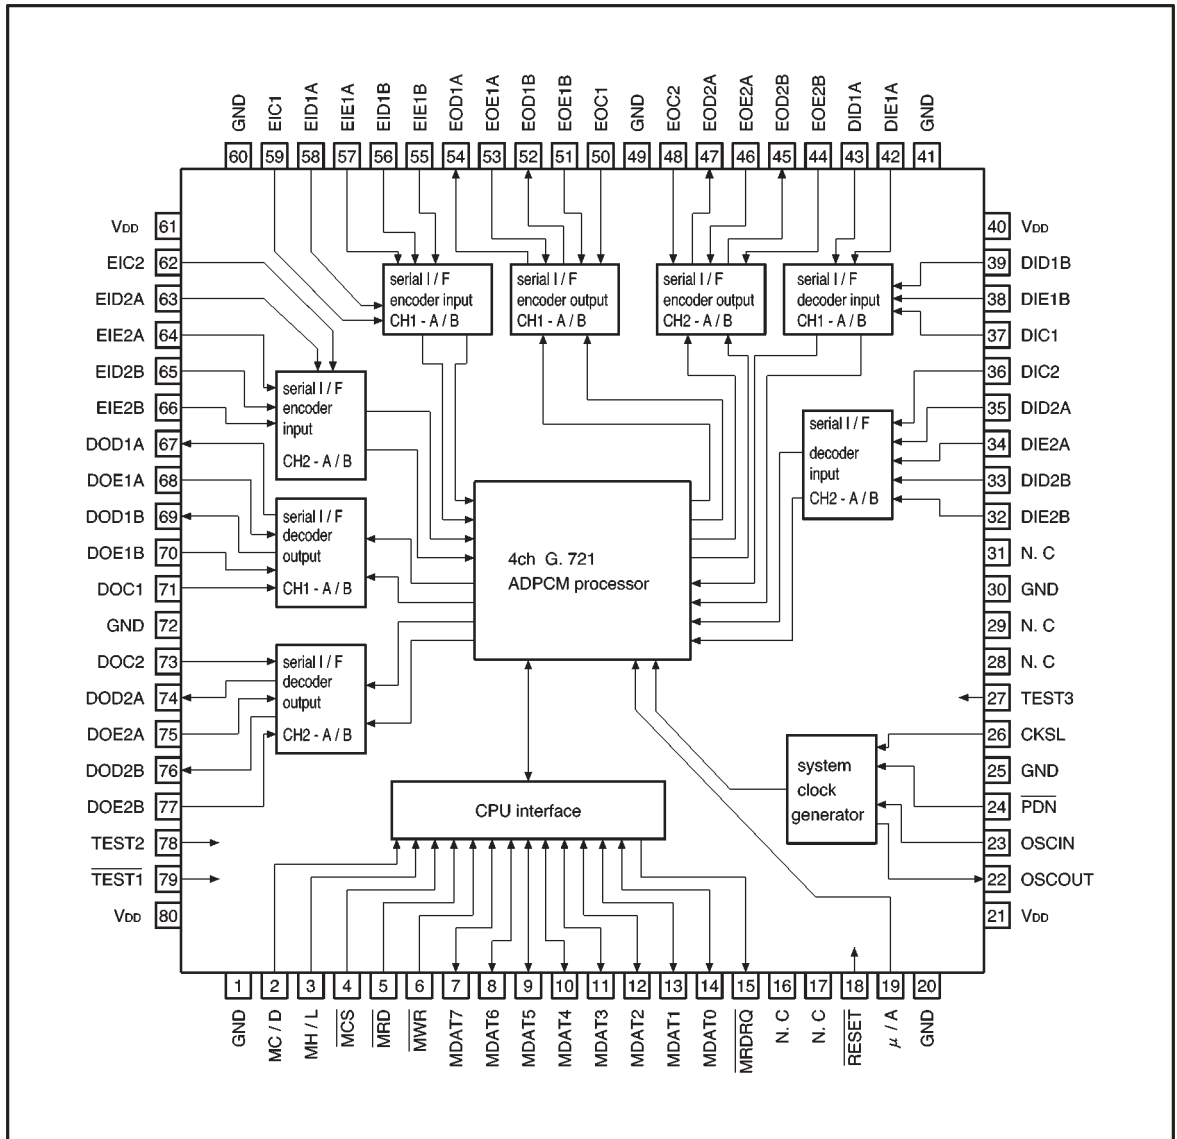 GND
EIC1
EID1A
EIE1A
EID1B
EIE1B
EOD1A
EOE1A
EOD1B
EOE1B
EOC1
GND
EOC2
EOD2A
EOE2A
EOD2B
EOE2B
DID1A
DIE1A
GND
60 59 58 57 56 55 54 53 52 51 50 49 48 47 46 45 44 43 42 41
VDD 61
EIC2 62
EID2A 63
EIE2A 64
EID2B 65
EIE2B 66
DOD1A 67
DOE1A 68
DOD1B 69
DOE1B 70
DOC1 71
GND 72
DOC2 73
DOD2A 74
DOE2A 75
DOD2B 76
DOE2B 77
TEST2 78
TEST1 79
VDD 80
serial I / F
encoder input
CH1 - A / B
serial I / F
encoder output
CH1 - A / B
serial I / F
encoder output
CH2 - A / B
serial I / F
decoder input
CH1 - A / B
serial I / F
encoder
input
CH2 - A / B
serial I / F
decoder
input
CH2 - A / B
serial I / F
decoder
output
CH1 - A / B
4ch G. 721
ADPCM processor
serial I / F
decoder
output
CH2 - A / B
system
clock
generator
CPU interface
40 VDD
39 DID1B
38 DIE1B
37 DIC1
36 DIC2
35 DID2A
34 DIE2A
33 DID2B
32 DIE2B
31 N. C
30 GND
29 N. C
28 N. C
27 TEST3
26 CKSL
25 GND
24 PDN
23 OSCIN
22 OSCOUT
21 VDD
1 2 3 4 5 6 7 8 9 10 11 12 13 14 15 16 17 18 19 20
GND
MC / D
MH / L
MCS
MRD
MWR
MDAT7
MDAT6
MDAT5
MDAT4
MDAT3
MDAT2
MDAT1
MDAT0
MRDRQ
N. C
N. C
RESET
μ / A
GND